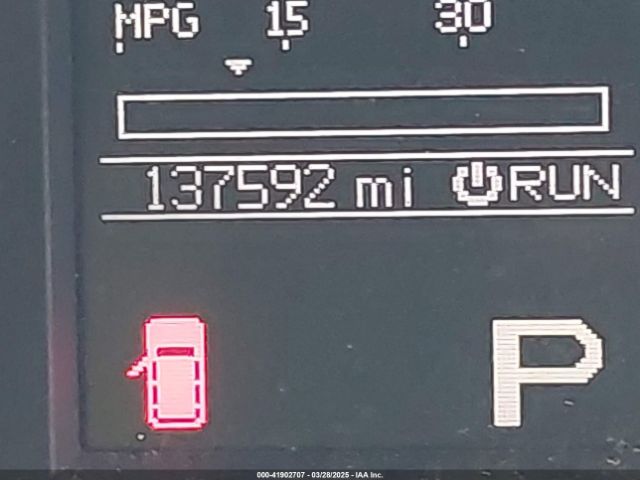 MPG 15 30
137592 mi RUN
P
000-41902707 - 03/28/2025 - IAA Inc.